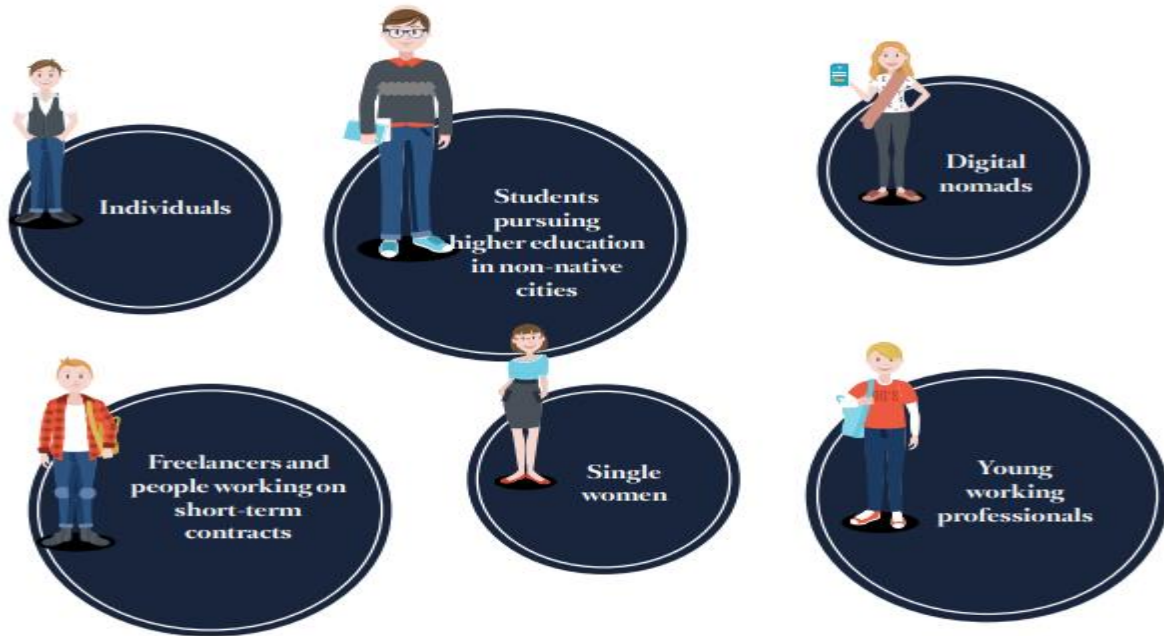 Individuals
Students
pursuing
higher education
in non-native
cities
Digital
nomads
Freelancers and
people working on
short-term
contracts
Single
women
Young
working
professionals